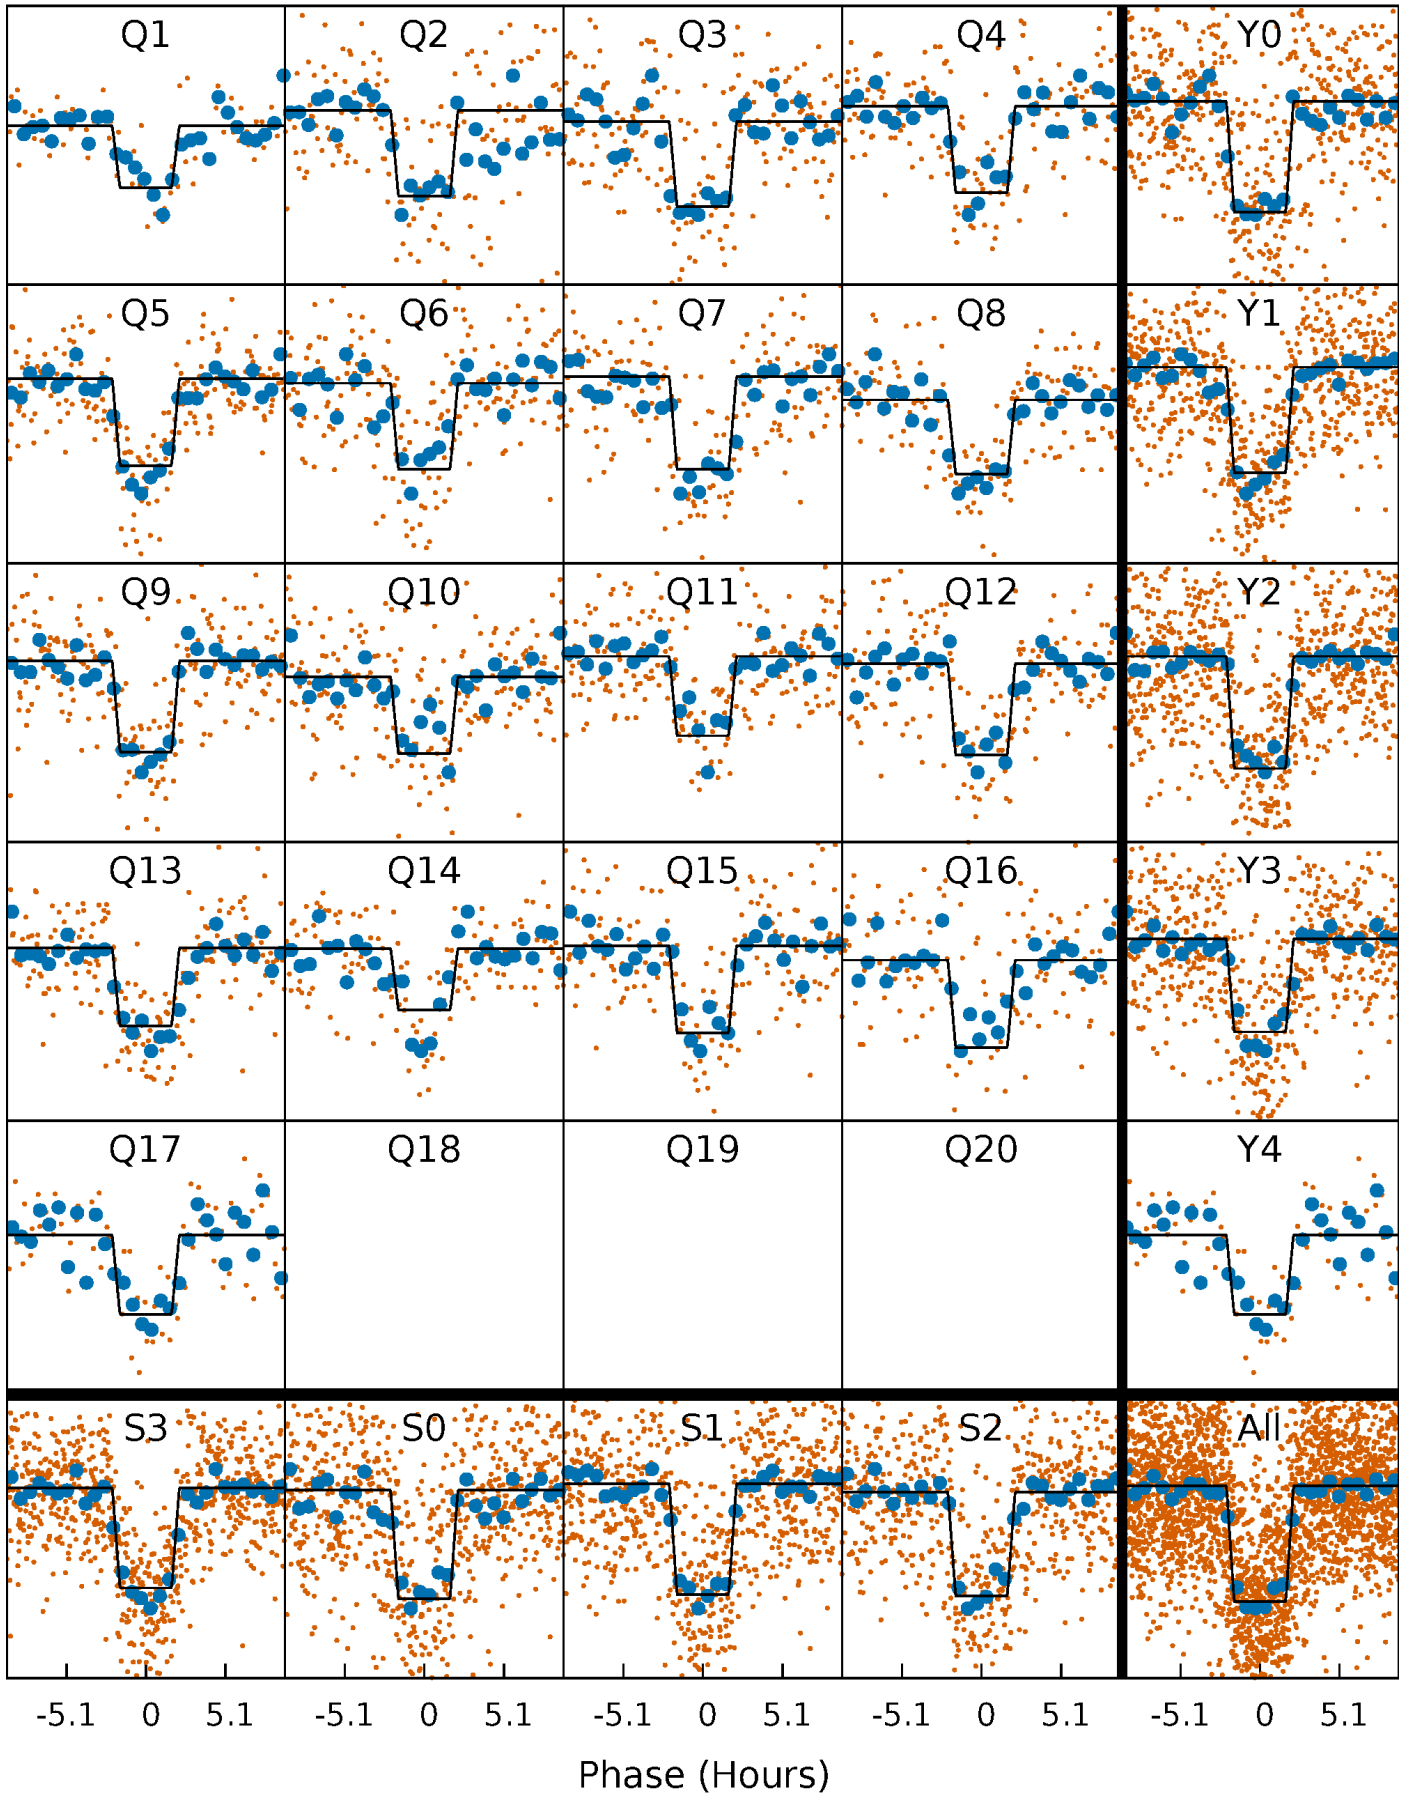 Q1 Q2 Q3 Q4 Y0
Q5 Q6 Q7 Q8 Y1
Q9 Q10 Q11 Q12 Y2
Q13 Q14 Q15 Q16 Y3
Q17 Q18 Q19 Q20 Y4
S3 S0 S1 S2 All
-5.1 0 5.1 -5.1 0 5.1 -5.1 0 5.1 -5.1 0 5.1 -5.1 0 5.1
Phase (Hours)